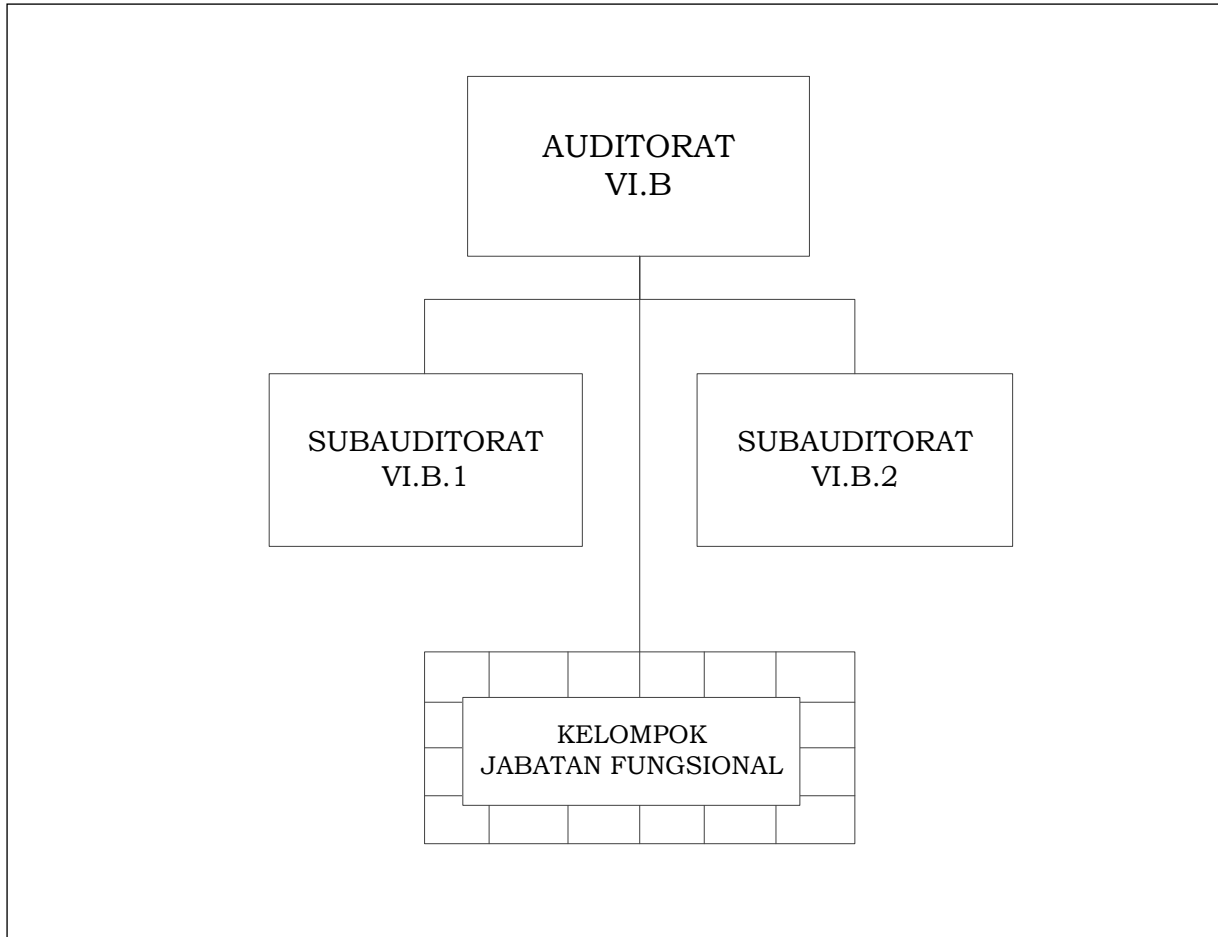 AUDITORAT
VI.B
SUBAUDITORAT
VI.B.1
SUBAUDITORAT
VI.B.2
KELOMPOK
JABATAN FUNGSIONAL